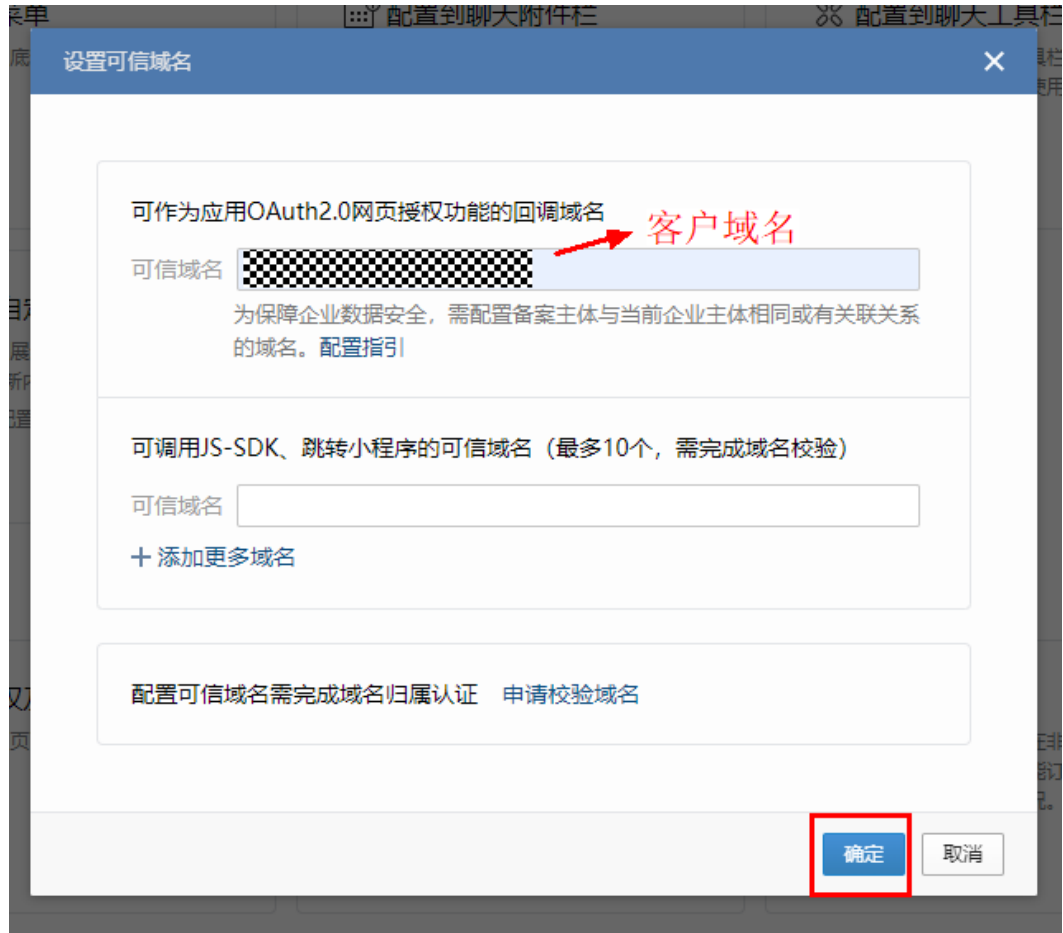 菜单
配置到聊天附件栏
配置到聊天工具栏
设置可信域名
可作为应用OAuth2.0网页授权功能的回调域名
客户域名
可信域名
为保障企业数据安全，需配置备案主体与当前企业主体相同或有关联关系
的域名。配置指引
可调用JS-SDK、跳转小程序的可信域名（最多10个，需完成域名校验）
可信域名
+ 添加更多域名
配置可信域名需完成域名归属认证 申请校验域名
确定
取消